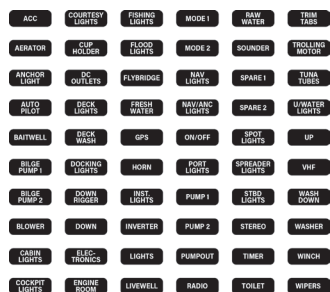 ACC
COURTESY
LIGHTS
FISHING
LIGHTS
MODE 1
RAW
WATER
TRIM
TABS
AERATOR
CUP
HOLDER
FLOOD
LIGHTS
MODE 2
SOUNDER
TROLLING
MOTOR
ANCHOR
LIGHT
DC
OUTLETS
FLYBRIDGE
NAV
LIGHTS
SPARE 1
TUNA
TUBES
AUTO
PILOT
DECK
LIGHTS
FRESH
WATER
NAV/ANC
LIGHTS
SPARE 2
U/WATER
LIGHTS
BAITWELL
DECK
WASH
GPS
ON/OFF
SPOT
LIGHTS
UP
BILGE
PUMP 1
DOCKING
LIGHTS
HORN
PORT
LIGHTS
SPREADER
LIGHTS
VHF
BILGE
PUMP 2
DOWN
RIGGER
INST.
LIGHTS
PUMP 1
STBD
LIGHTS
WASH
DOWN
BLOWER
DOWN
INVERTER
PUMP 2
STEREO
WASHER
CABIN
LIGHTS
ELEC-
TRONICS
LIGHTS
PUMPOUT
TIMER
WINCH
COCKPIT
LIGHTS
ENGINE
ROOM
LIVEWELL
RADIO
TOILET
WIPERS